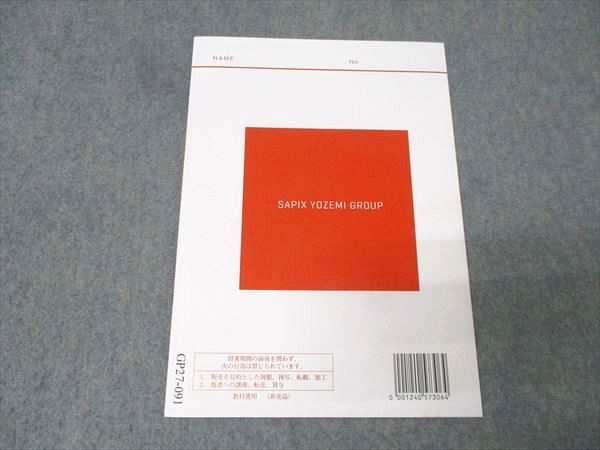 NAME No.
SAPIX YOZEMI GROUP
授業期間の前後を問わず、
次の行為は禁じられています。
1. 販売を目的とした複製、複写、転載、加工
2. 他者への譲渡、転売、貸与
教科書用 (非売品)
0 001240 573064
GP27-091